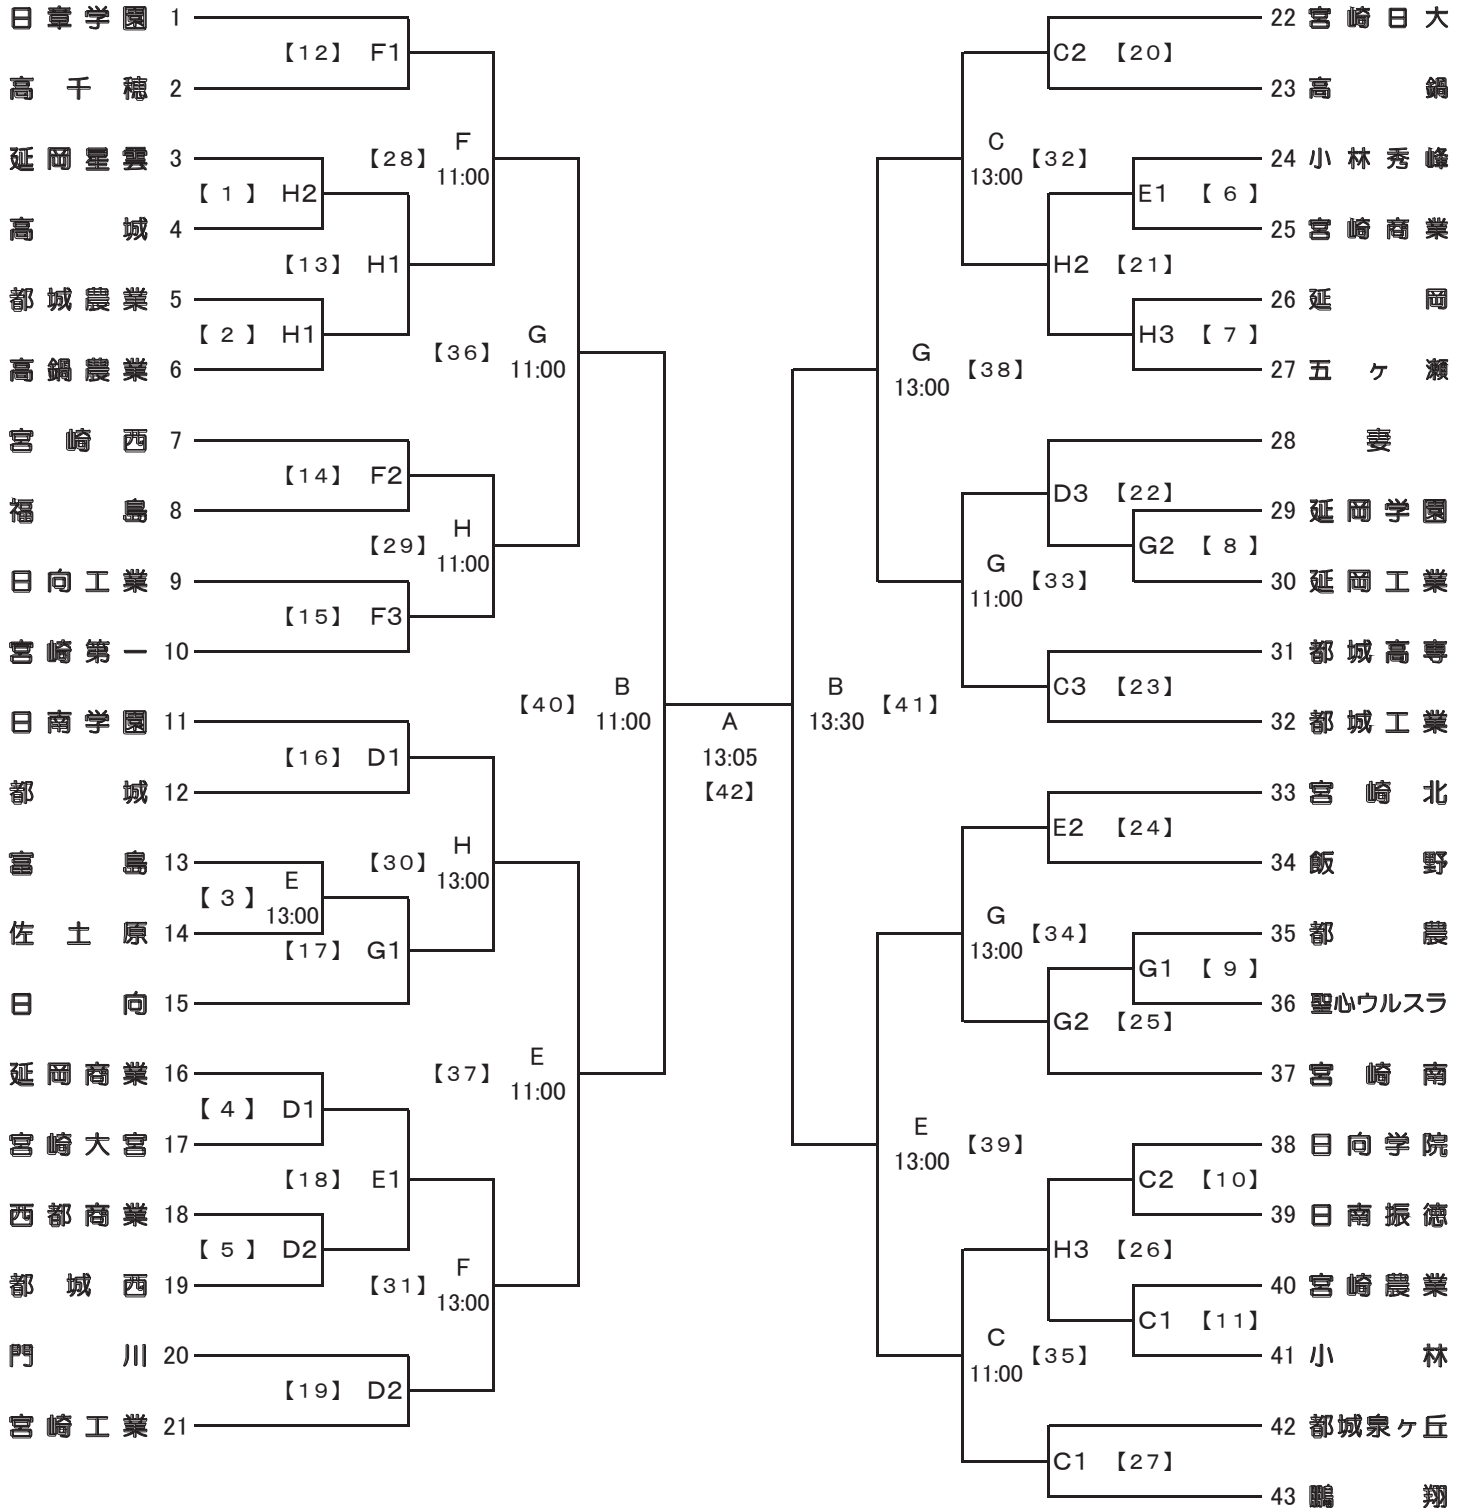 日章学園 1
【12】 F1
高千穂 2
延岡星雲 3
【28】 F 11:00
【1】 H2
高城 4
【13】 H1
都城農業 5
【2】 H1
【36】 G 11:00
高鍋農業 6
宮崎西 7
【14】 F2
福島 8
【29】 H 11:00
日向工業 9
【15】 F3
宮崎第一 10
【40】 B 11:00
日南学園 11
【16】 D1
都城 12
富島 13
【30】 H 13:00
【3】 E 13:00
佐土原 14
【17】 G1
日向 15
延岡商業 16
【37】 E 11:00
【4】 D1
宮崎大宮 17
【18】 E1
西都商業 18
【5】 D2
都城西 19
【31】 F 13:00
門川 20
【19】 D2
宮崎工業 21
A
13:05
【42】
22 宮崎日大
C2 【20】
23 高鍋
C 13:00 【32】
24 小林秀峰
E1 【6】
25 宮崎商業
H2 【21】
26 延岡
H3 【7】
G 13:00 【38】
27 五ヶ瀬
28 妻
D3 【22】
29 延岡学園
G2 【8】
G 11:00 【33】
30 延岡工業
31 都城高専
C3 【23】
B 13:30 【41】
32 都城工業
33 宮崎北
E2 【24】
34 飯野
G 13:00 【34】
35 都農
G1 【9】
36 聖心ウルスラ
G2 【25】
37 宮崎南
E 13:00 【39】
38 日向学院
C2 【10】
39 日南振徳
H3 【26】
40 宮崎農業
C1 【11】
C 11:00 【35】
41 小林
42 都城泉ヶ丘
C1 【27】
43 鵬翔